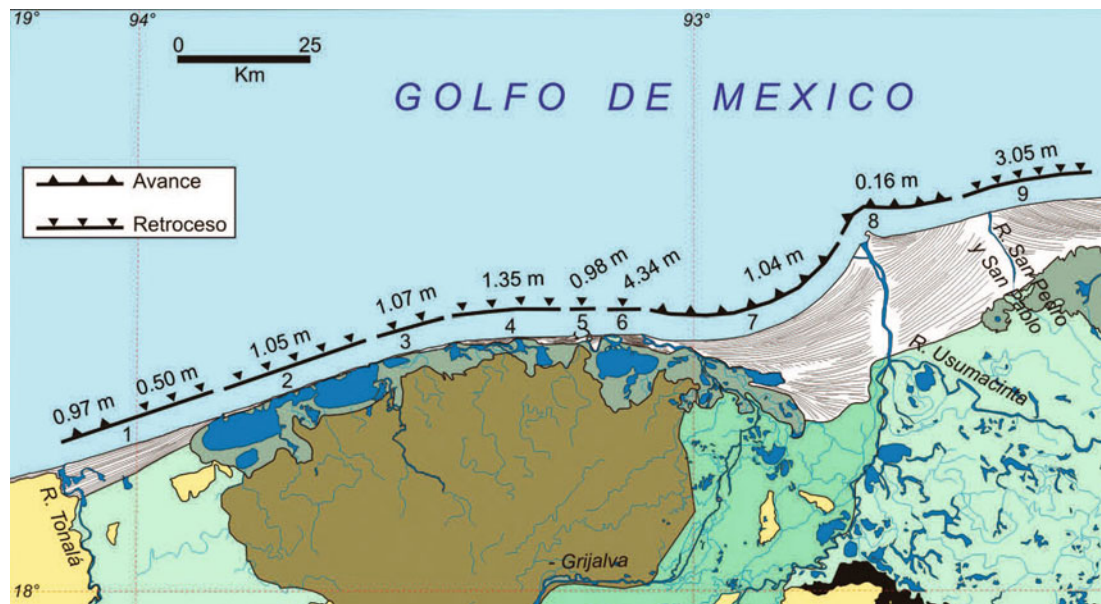 19°
94°
93°
0 25
Km
GOLFO DE MEXICO
Avance
Retroceso
3.05 m
9
0.16 m
8
1.04 m
7
4.34 m
6
0.98 m
5
1.35 m
4
1.07 m
3
1.05 m
2
0.50 m
0.97 m
1
R. San Pedro
y San Pablo
R. Usumacinta
R. Tonalá
Grijalva
18°